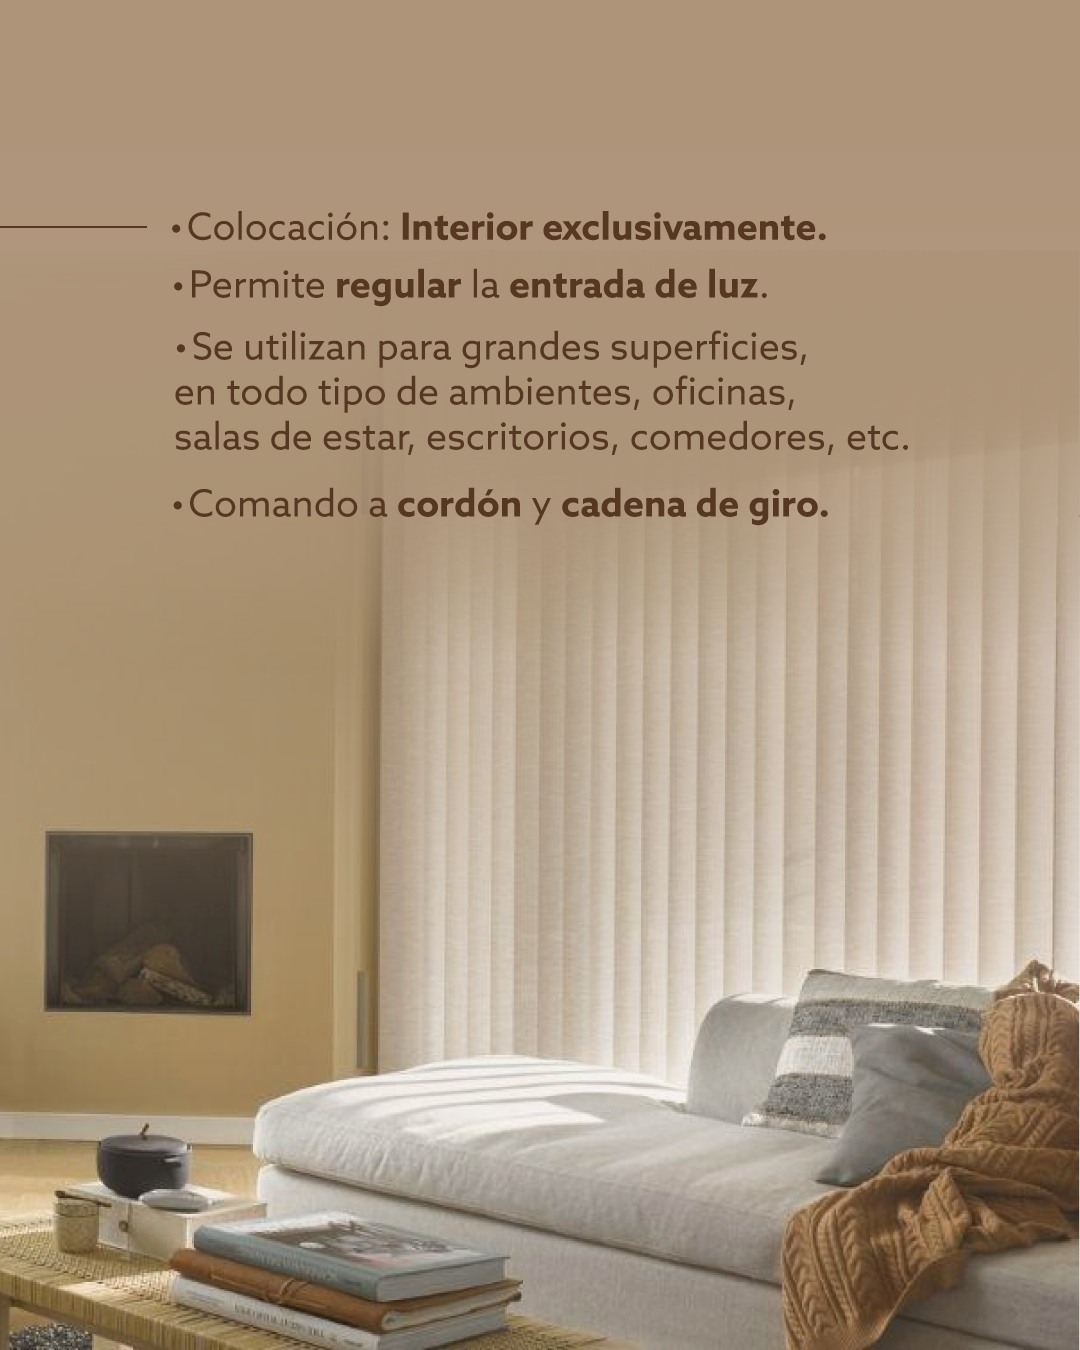 • Colocación: Interior exclusivamente.
• Permite regular la entrada de luz.
• Se utilizan para grandes superficies,
en todo tipo de ambientes, oficinas,
salas de estar, escritorios, comedores, etc.
• Comando a cordón y cadena de giro.